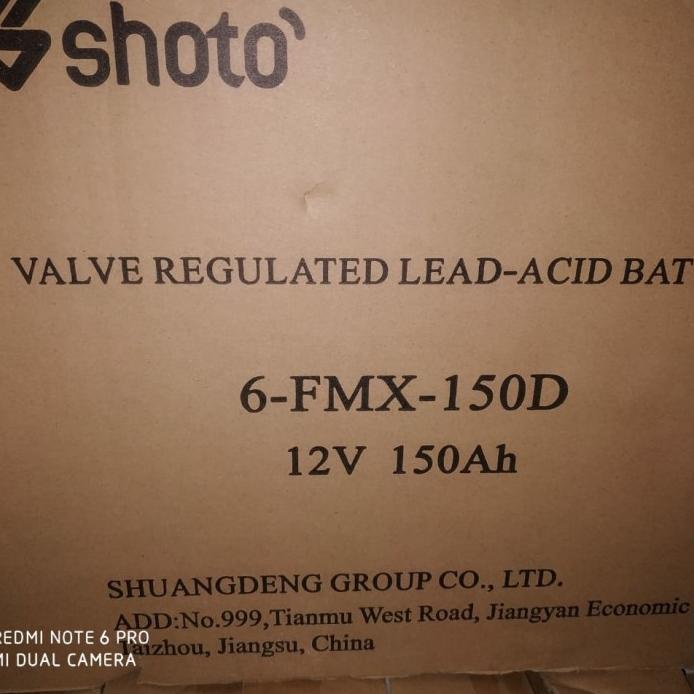 shoto
VALVE REGULATED LEAD-ACID BAT
6-FMX-150D
12V 150Ah
SHUANGDENG GROUP CO., LTD.
ADD:No.999,Tianmu West Road, Jiangyan Economic
Taizhou, Jiangsu, China
REDMI NOTE 6 PRO
MI DUAL CAMERA